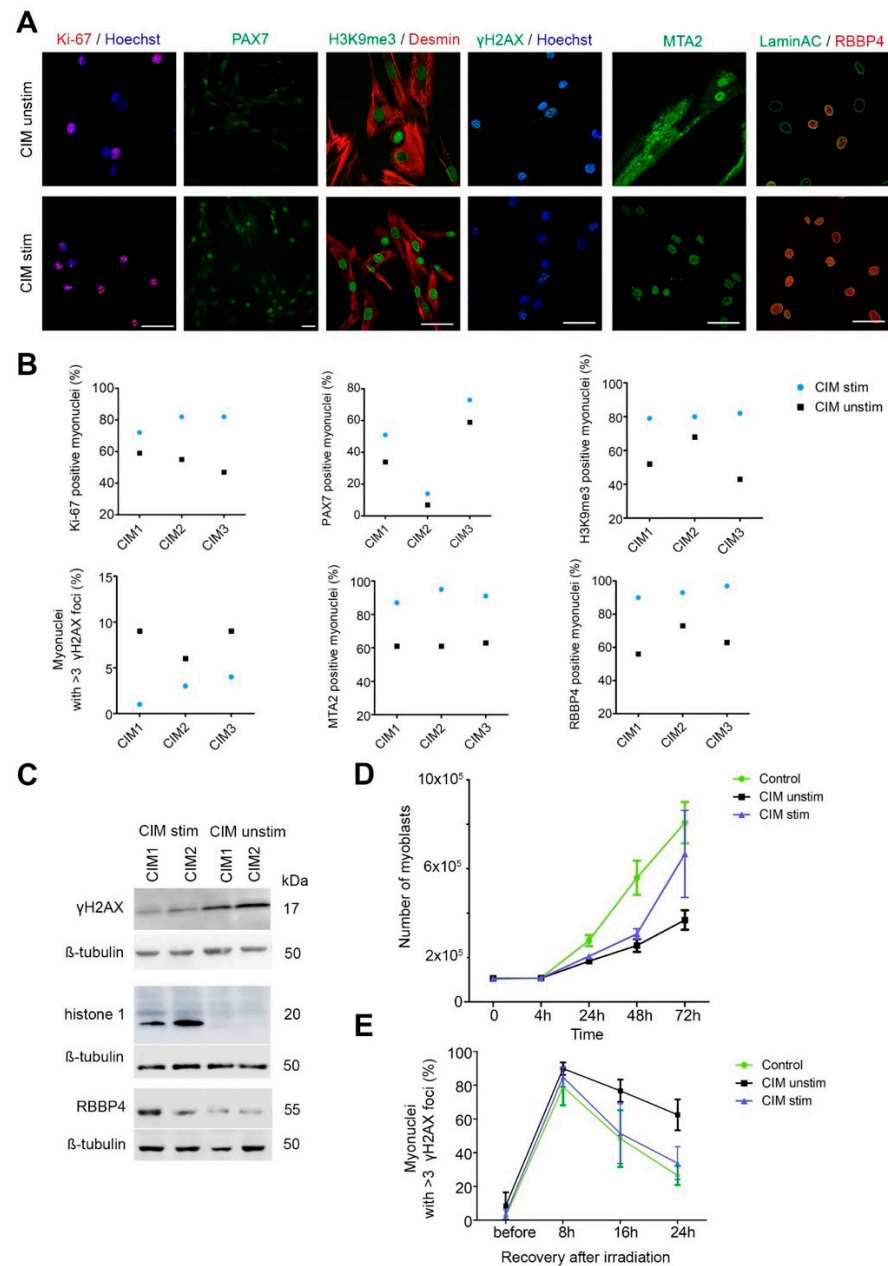 A
Ki-67 / Hoechst
PAX7
H3K9me3 / Desmin
γH2AX / Hoechst
MTA2
LaminAC / RBBP4
CIM unstim
CIM stim
B
Ki-67 positive myonuclei (%)
100
80
60
40
20
CIM1
CIM2
CIM3
PAX7 positive myonuclei (%)
80
60
40
20
0
CIM1
CIM2
CIM3
H3K9me3 positive myonuclei (%)
100
80
60
40
20
CIM1
CIM2
CIM3
CIM stim
CIM unstim
Myonuclei
with >3 γH2AX foci (%)
15
10
5
0
CIM1
CIM2
CIM3
MTA2 positive myonuclei (%)
100
80
60
40
20
CIM1
CIM2
CIM3
RBBP4 positive myonuclei (%)
100
80
60
40
20
CIM1
CIM2
CIM3
C
CIM stim CIM unstim
CIM1
CIM2
CIM1
CIM2
kDa
γH2AX 17
ß-tubulin 50
histone 1 20
ß-tubulin 50
RBBP4 55
ß-tubulin 50
D
Number of myoblasts
10x10⁵
6x10⁵
2x10⁵
0
0 4h 24h 48h 72h
Time
Control
CIM unstim
CIM stim
E
Myonuclei
with >3 γH2AX foci (%)
100
80
60
40
20
0
before 8h 16h 24h
Recovery after irradiation
Control
CIM unstim
CIM stim